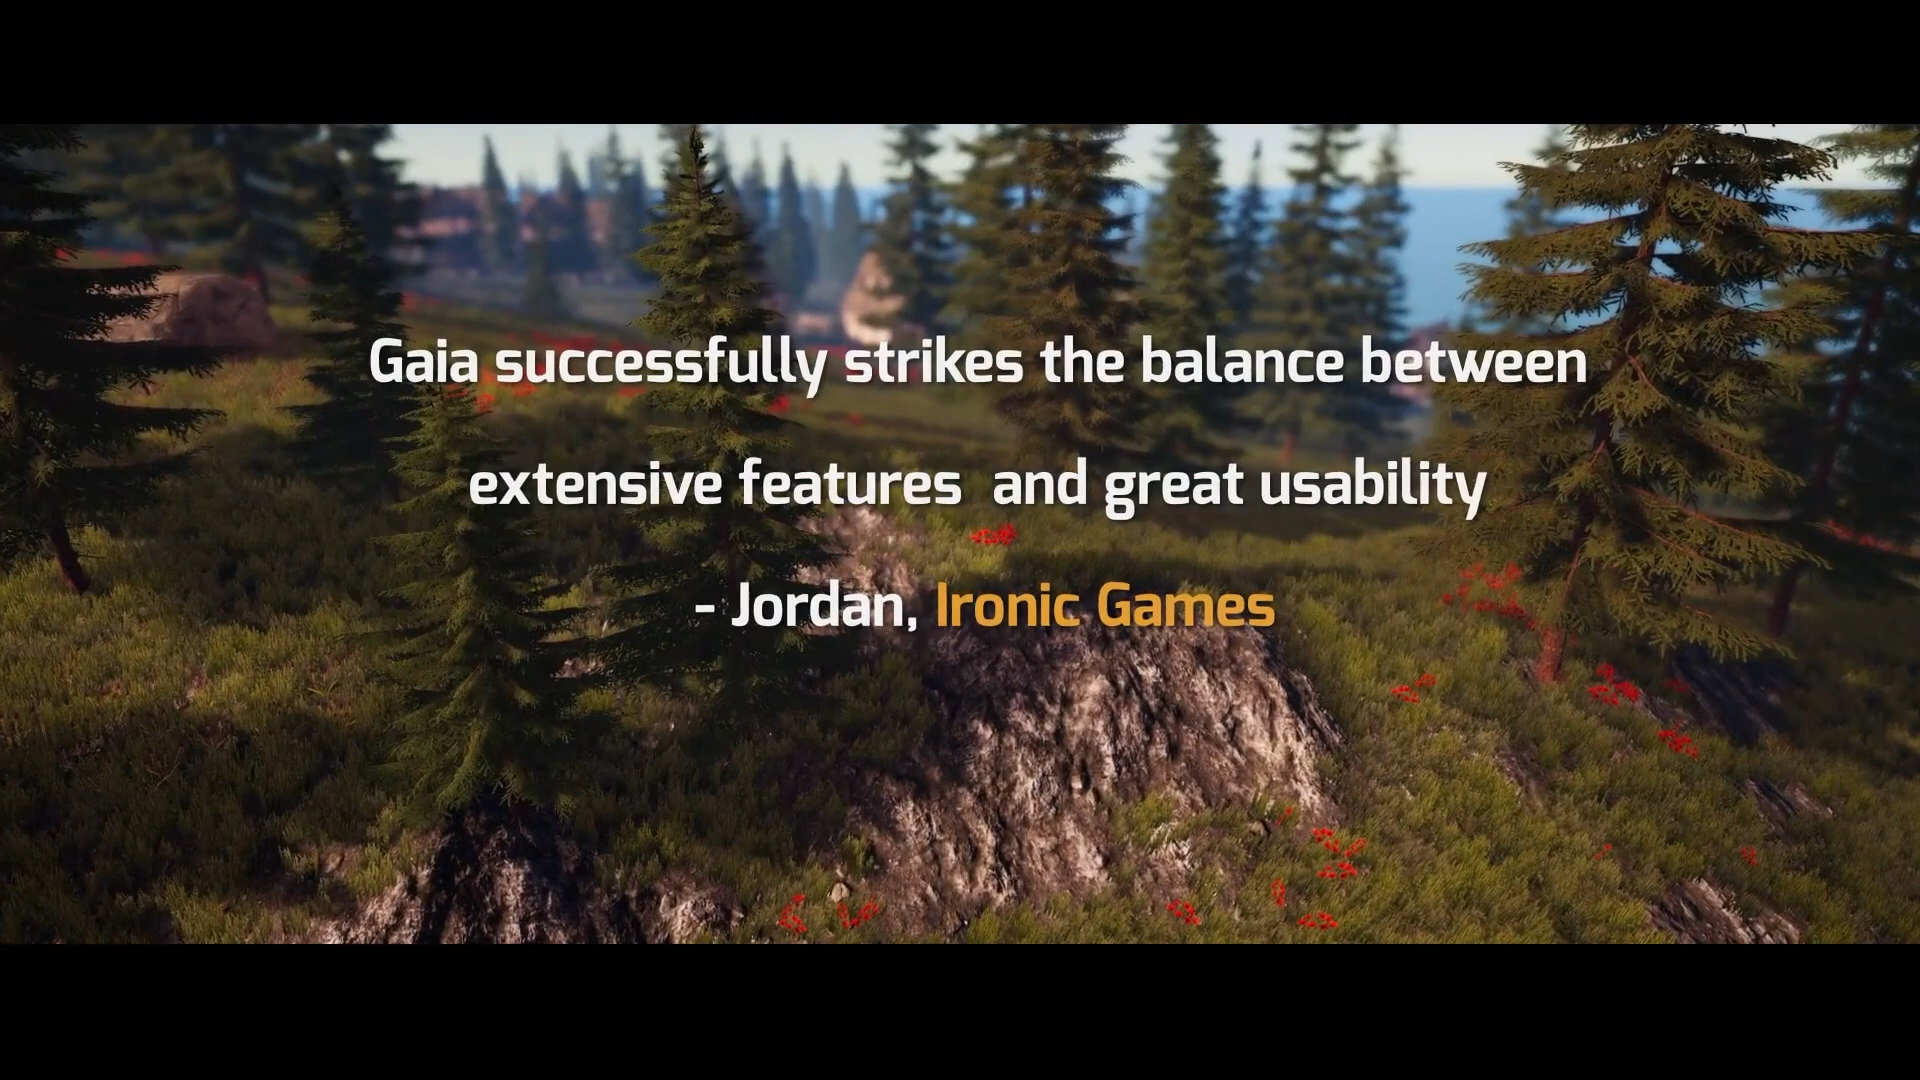 Gaia successfully strikes the balance between
extensive features  and great usability
- Jordan, Ironic Games